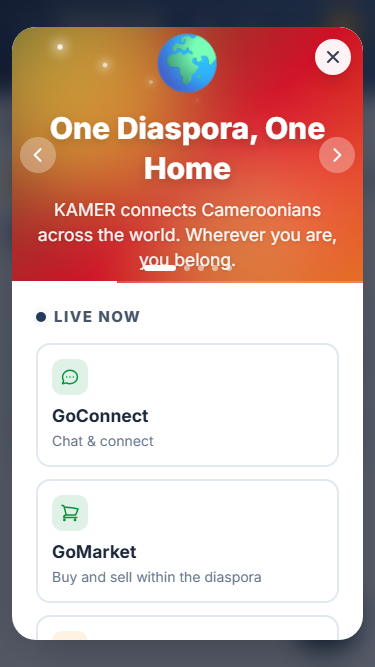 One Diaspora, One
Home
KAMER connects Cameroonians
across the world. Wherever you are,
you belong.
LIVE NOW
GoConnect
Chat & connect
GoMarket
Buy and sell within the diaspora